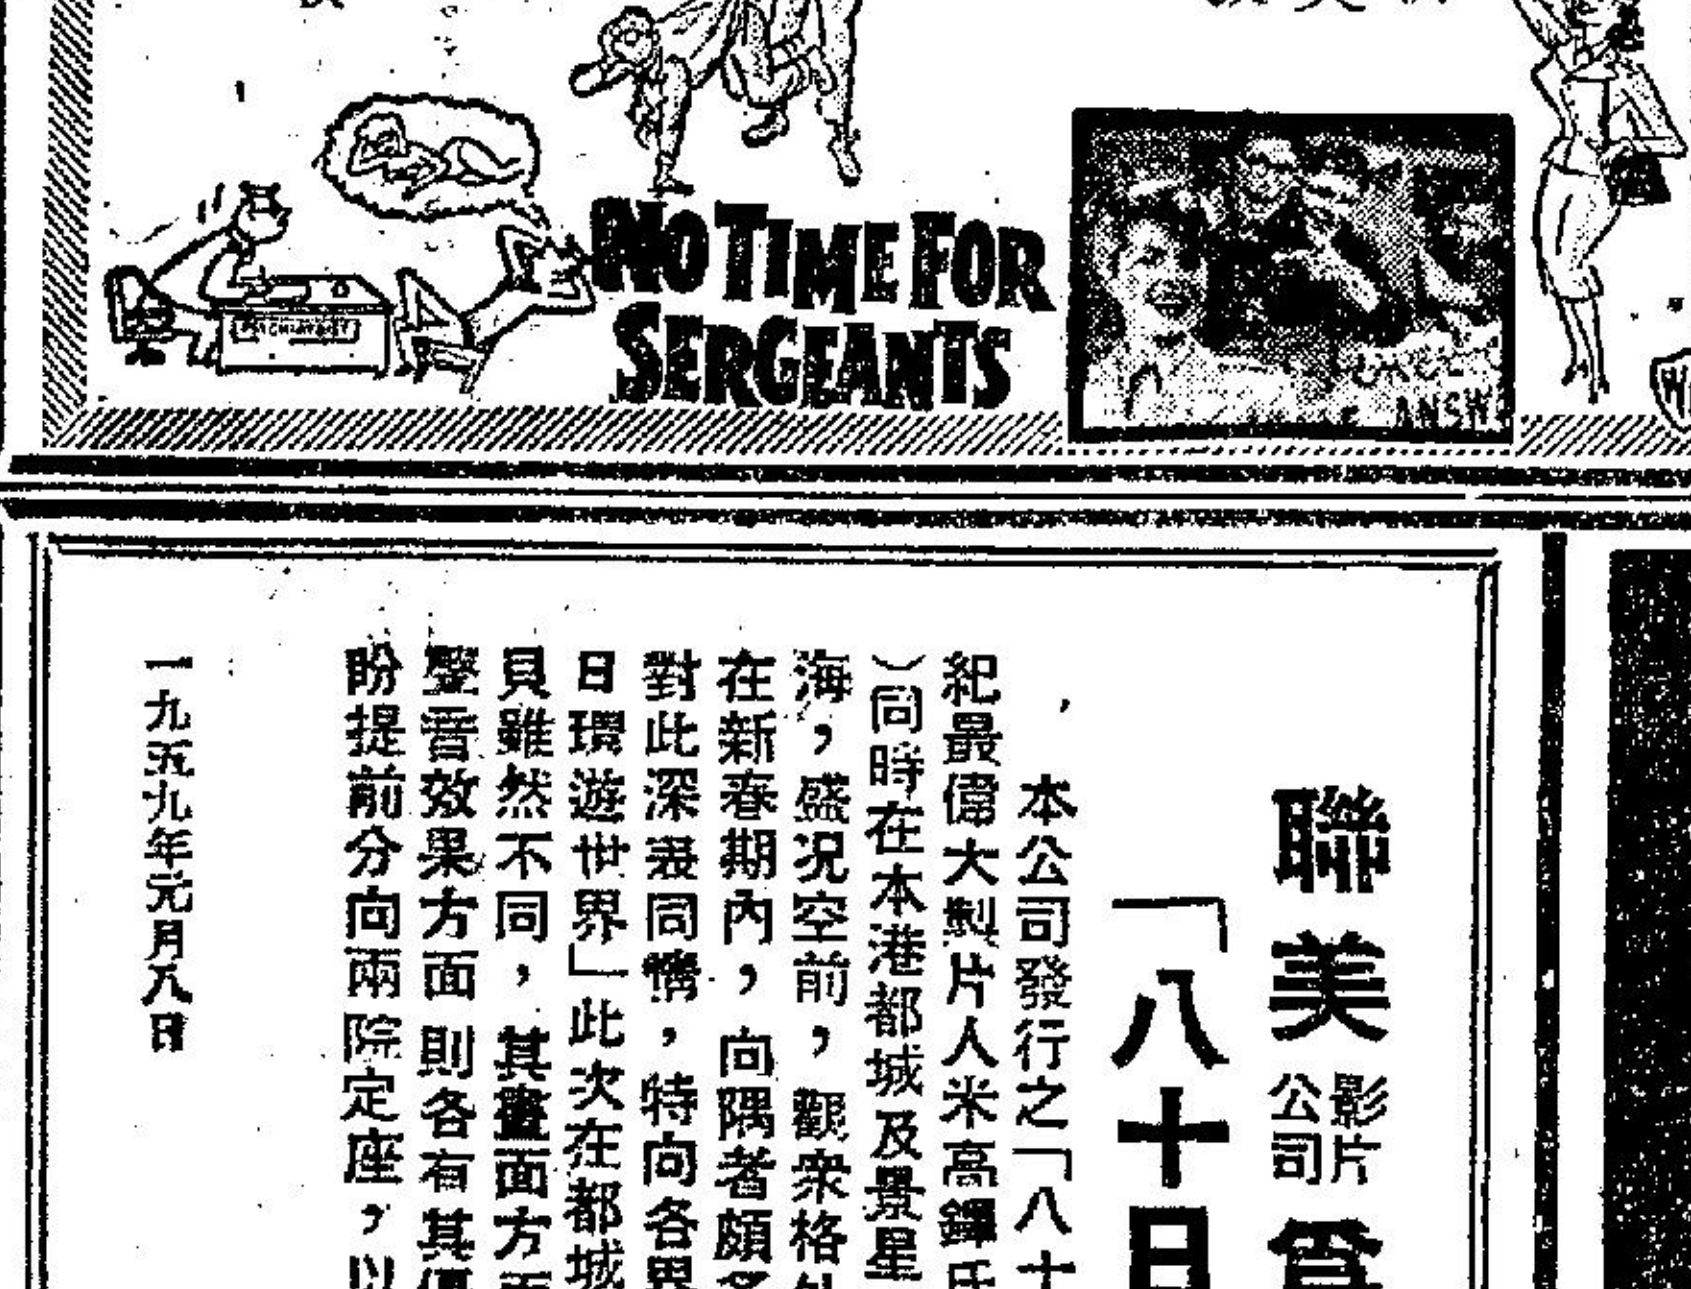 NO TIME FOR
SERGEANTS
PSYCHIATRIST
ANSW
聯美影片公司
「八十日
本公司發行之「八十
紀最偉大製片人米高鐸氏
)同時在本港都城及景星
海,盛况空前,觀衆格外
在新春期內,向隅者頗多
對此深表同情,特向各界
日環遊世界」此次在都城
貝雖然不同,其畫面方面
聲音效果方面則各有其優
盼提前分向兩院定座,以
一九五九年元月八日